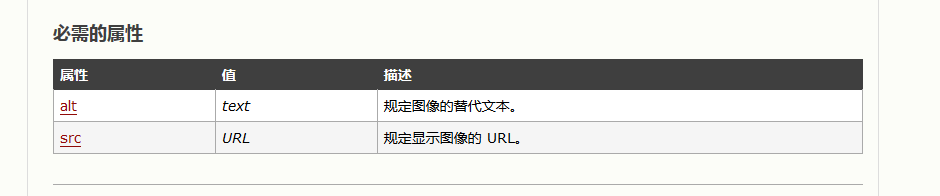 必需的属性
属性 值 描述
alt text 规定图像的替代文本。
src URL 规定显示图像的 URL。